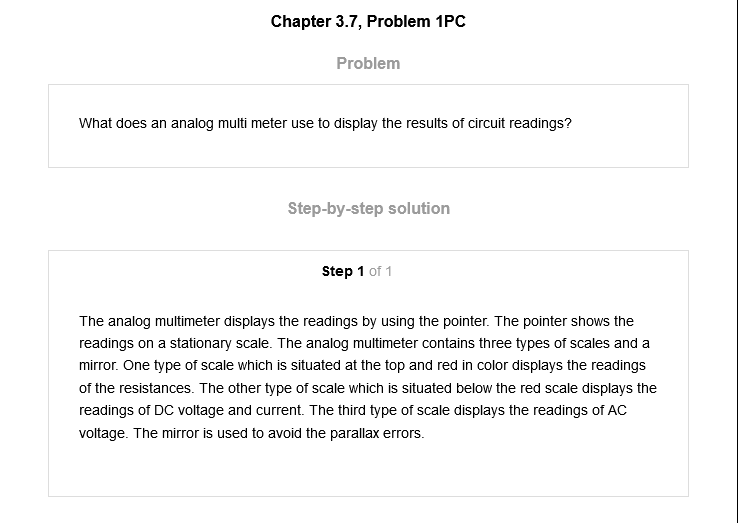 Chapter 3.7, Problem 1PC
Problem
What does an analog multi meter use to display the results of circuit readings?
Step-by-step solution
Step 1 of 1
The analog multimeter displays the readings by using the pointer. The pointer shows the
readings on a stationary scale. The analog multimeter contains three types of scales and a
mirror. One type of scale which is situated at the top and red in color displays the readings
of the resistances. The other type of scale which is situated below the red scale displays the
readings of DC voltage and current. The third type of scale displays the readings of AC
voltage. The mirror is used to avoid the parallax errors.